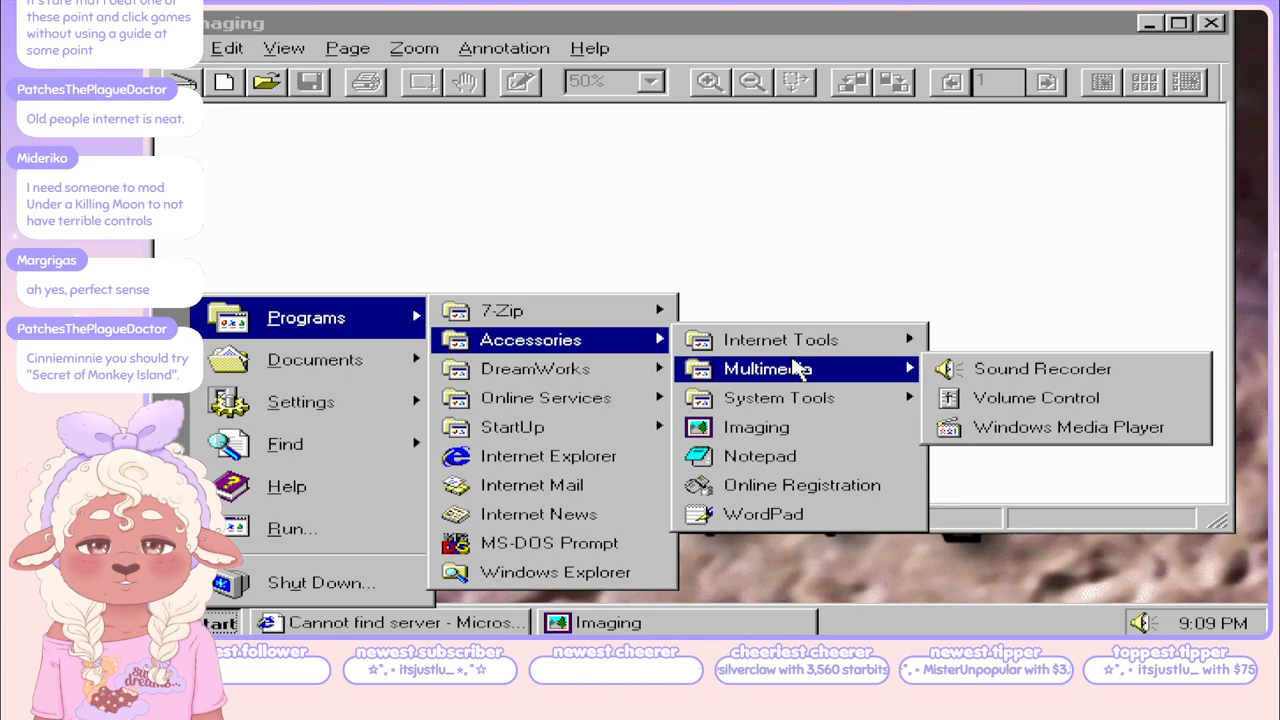 It's rare that I beat one of
these point and click games
without using a guide at
some point
PatchesThePlagueDoctor
Old people internet is neat.
Mideriko
I need someone to mod
Under a Killing Moon to not
have terrible controls
Margrigas
ah yes, perfect sense
PatchesThePlagueDoctor
Cinnieminnie you should try
"Secret of Monkey Island".
maging
Edit View Page Zoom Annotation Help
50%
1
Programs
Documents
Settings
Find
Help
Run...
Shut Down...
7-Zip
Accessories
DreamWorks
Online Services
StartUp
Internet Explorer
Internet Mail
Internet News
MS-DOS Prompt
Windows Explorer
Internet Tools
Multimedia
System Tools
Imaging
Notepad
Online Registration
WordPad
Sound Recorder
Volume Control
Windows Media Player
tart
Cannot find server - Micros...
Imaging
9:09 PM
est follower
newest subscriber
☆˚｡⋆ itsjustlu_ ⋆｡˚☆
newest cheerer
cheeriest cheerer
silverclaw with 3,560 starbits
newest tipper
˚｡⋆ MisterUnpopular with $3.
toppest tipper
☆˚｡⋆ itsjustlu_ with $75